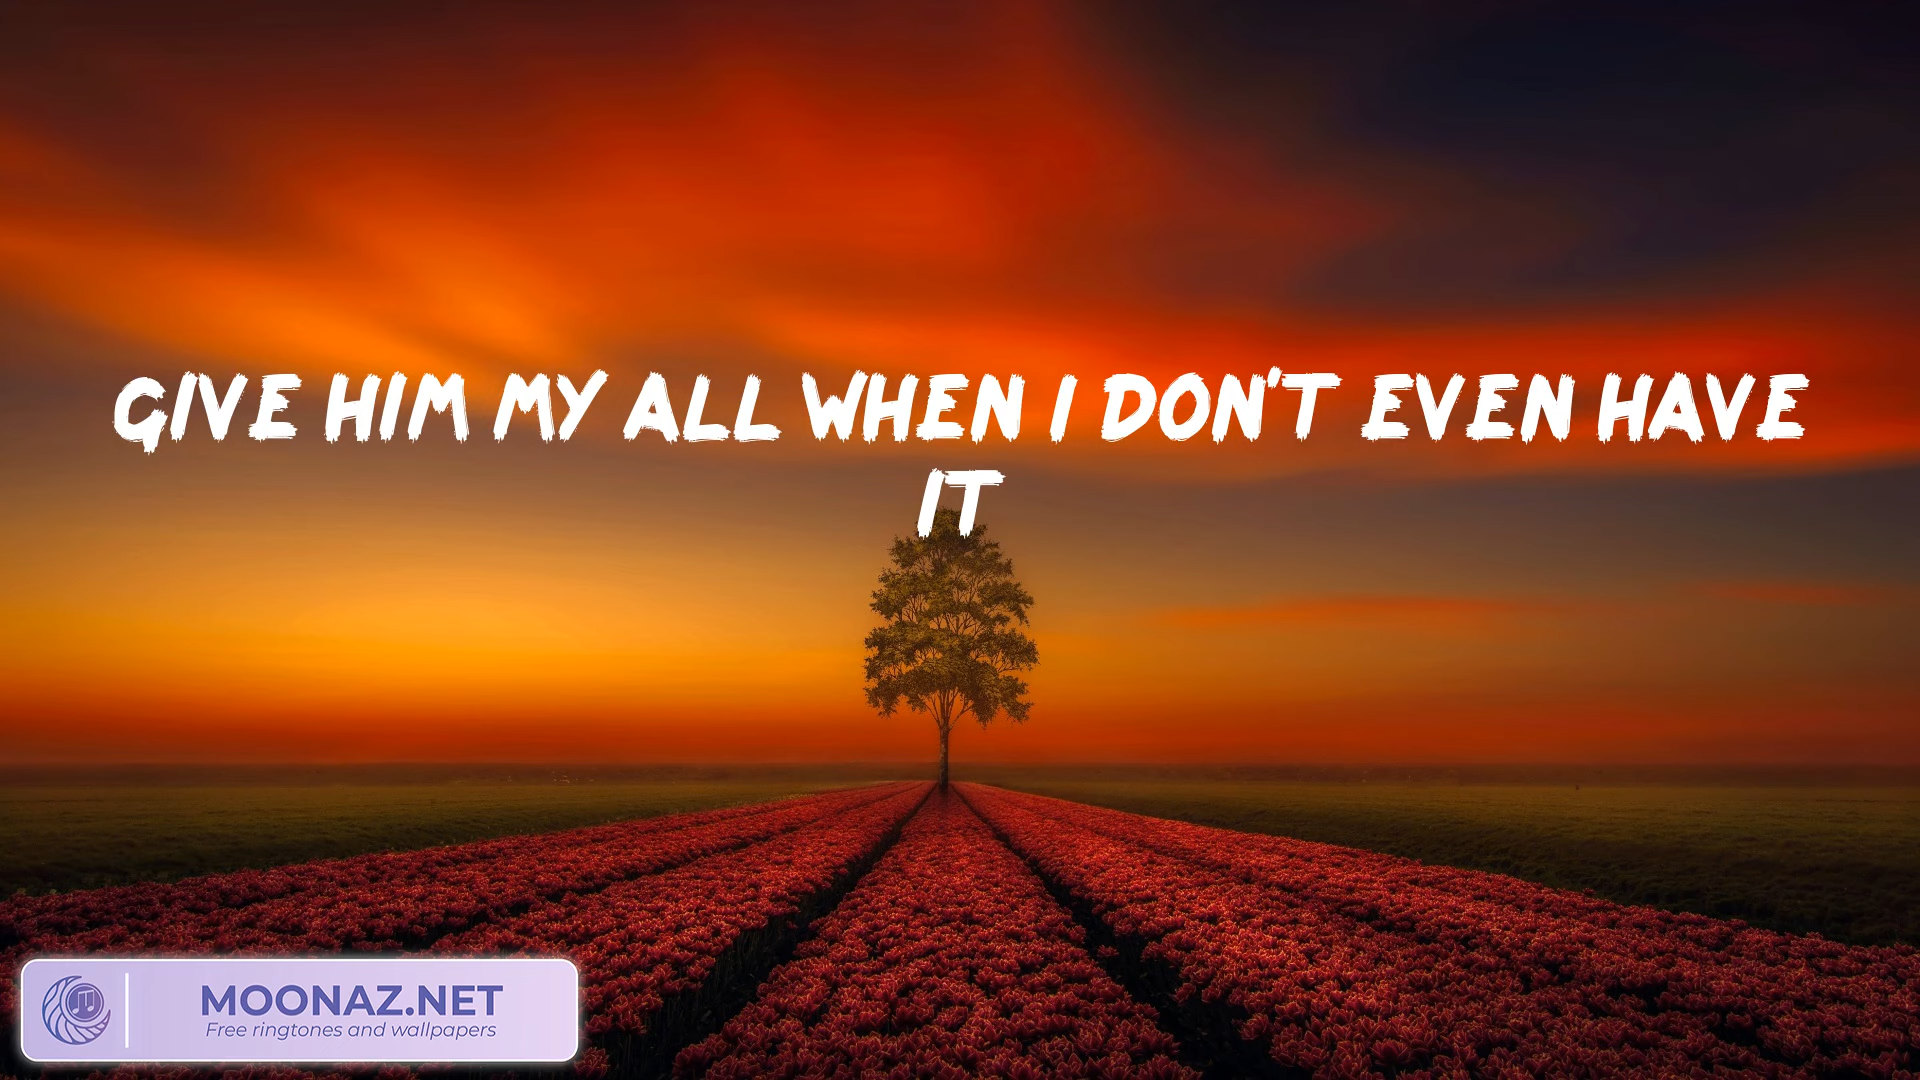 GIVE HIM MY ALL WHEN I DON'T EVEN HAVE
IT
MOONAZ.NET
Free ringtones and wallpapers